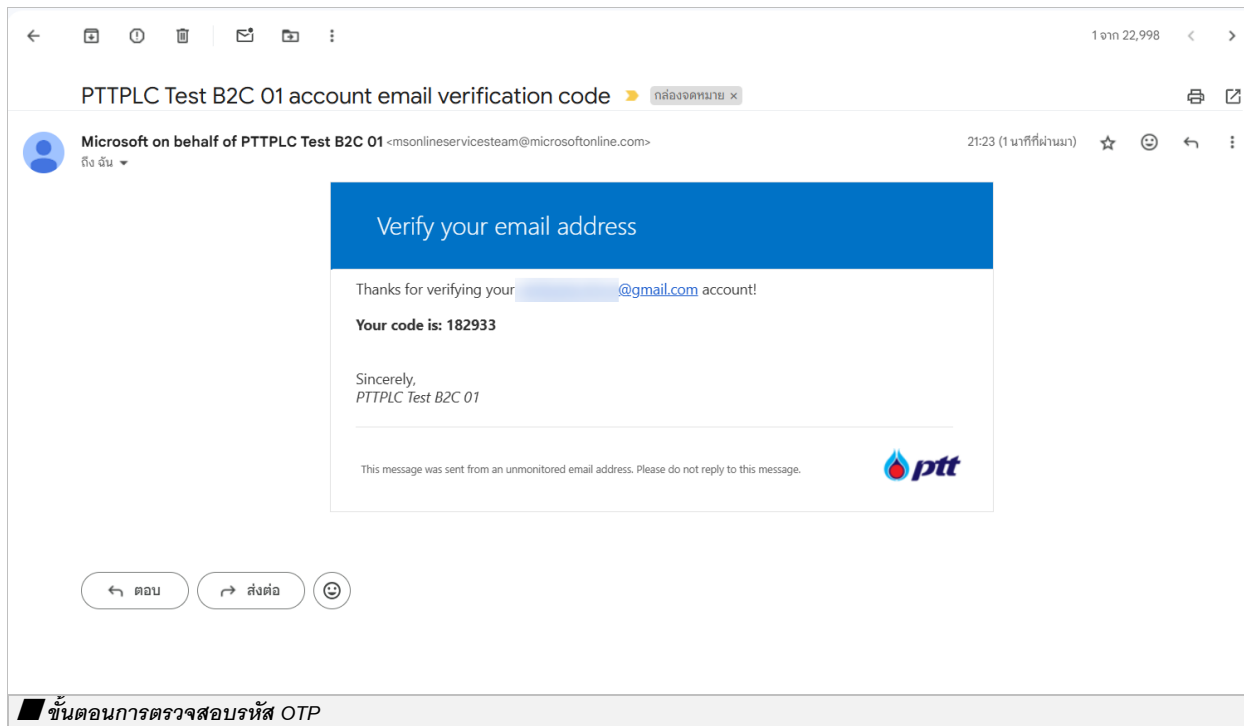 1 จาก 22,998
PTTPLC Test B2C 01 account email verification code กล่องจดหมาย ×
Microsoft on behalf of PTTPLC Test B2C 01 <msonlineservicesteam@microsoftonline.com> 21:23 (1 นาทีที่ผ่านมา)
ถึง ฉัน
Verify your email address
Thanks for verifying your @gmail.com account!
Your code is: 182933
Sincerely,
PTTPLC Test B2C 01
This message was sent from an unmonitored email address. Please do not reply to this message.
ptt
ตอบ ส่งต่อ
ขั้นตอนการตรวจสอบรหัส OTP